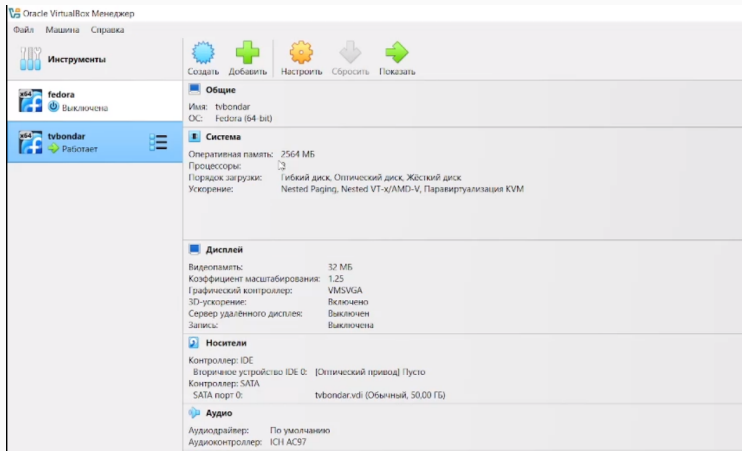 Oracle VirtualBox Менеджер
Файл Машина Справка
Инструменты
Создать Добавить Настроить Сбросить Показать
fedora
Выключена
tvbondar
Работает
Общие
Имя: tvbondar
ОС: Fedora (64-bit)
Система
Оперативная память: 2564 МБ
Процессоры:
Порядок загрузки: Гибкий диск, Оптический диск, Жёсткий диск
Ускорение: Nested Paging, Nested VT-x/AMD-V, Паравиртуализация KVM
Дисплей
Видеопамять: 32 МБ
Коэффициент масштабирования: 1.25
Графический контроллер: VMSVGA
3D-ускорение: Включено
Сервер удалённого дисплея: Выключен
Запись: Выключена
Носители
Контроллер: IDE
Вторичное устройство IDE 0: [Оптический привод] Пусто
Контроллер: SATA
SATA порт 0: tvbondar.vdi (Обычный, 50,00 ГБ)
Аудио
Аудиодрайвер: По умолчанию
Аудиоконтроллер: ICH AC97